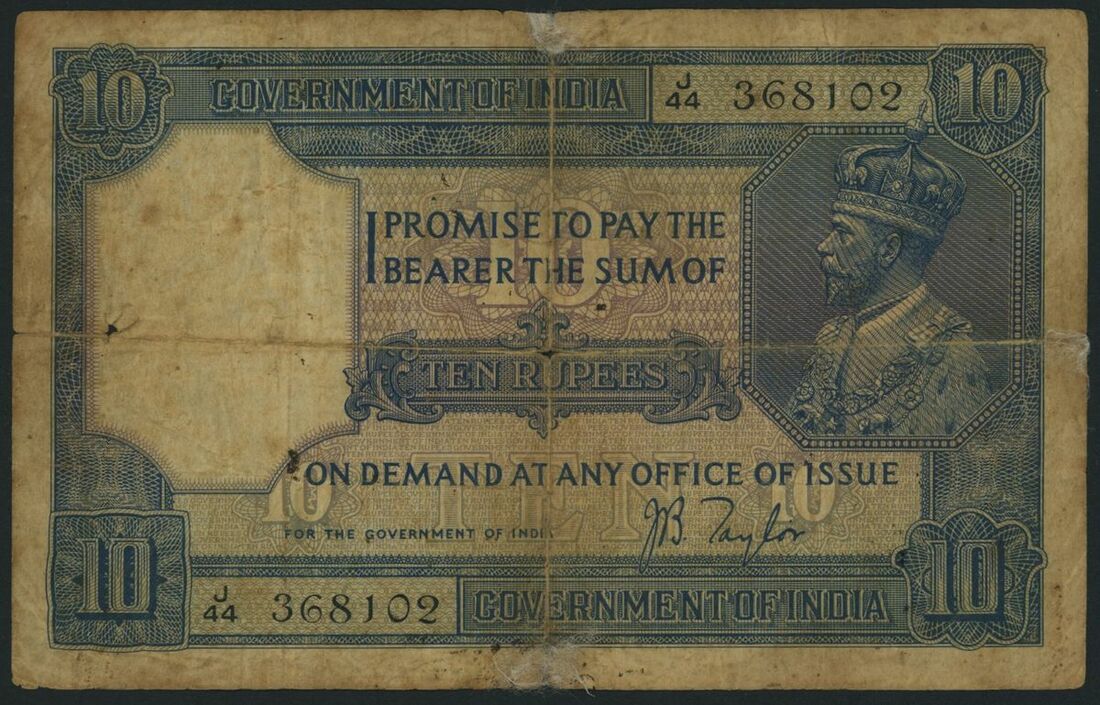 10 GOVERNMENT OF INDIA J/44 368102 10
I PROMISE TO PAY THE
BEARER THE SUM OF
10
TEN RUPEES
ON DEMAND AT ANY OFFICE OF ISSUE
10 TEN 10
FOR THE GOVERNMENT OF INDIA
J.B. Taylor
10 J/44 368102 GOVERNMENT OF INDIA 10